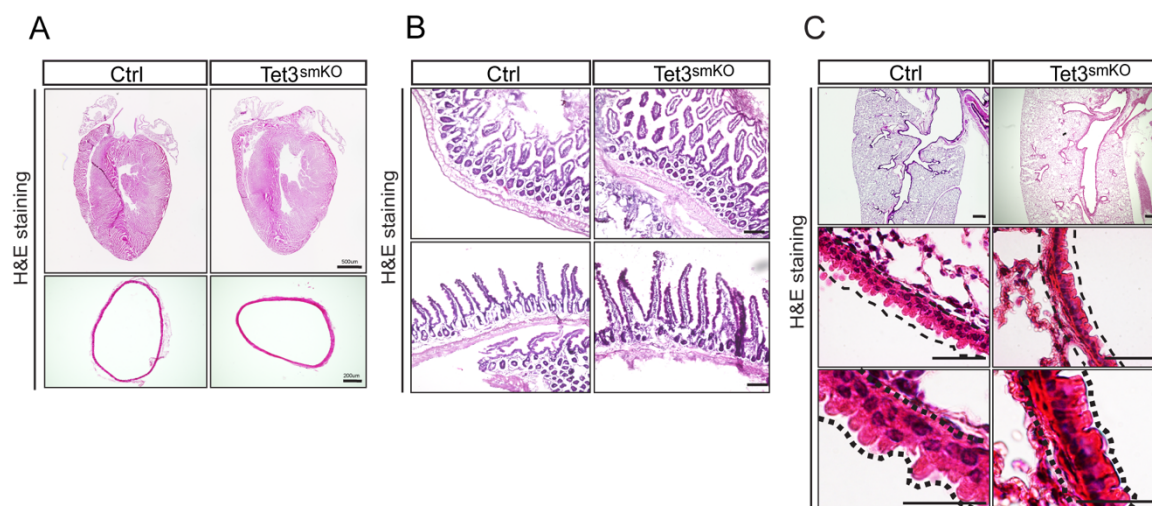 A
Ctrl
Tet3smKO
H&E staining
500um
200um
B
Ctrl
Tet3smKO
H&E staining
C
Ctrl
Tet3smKO
H&E staining